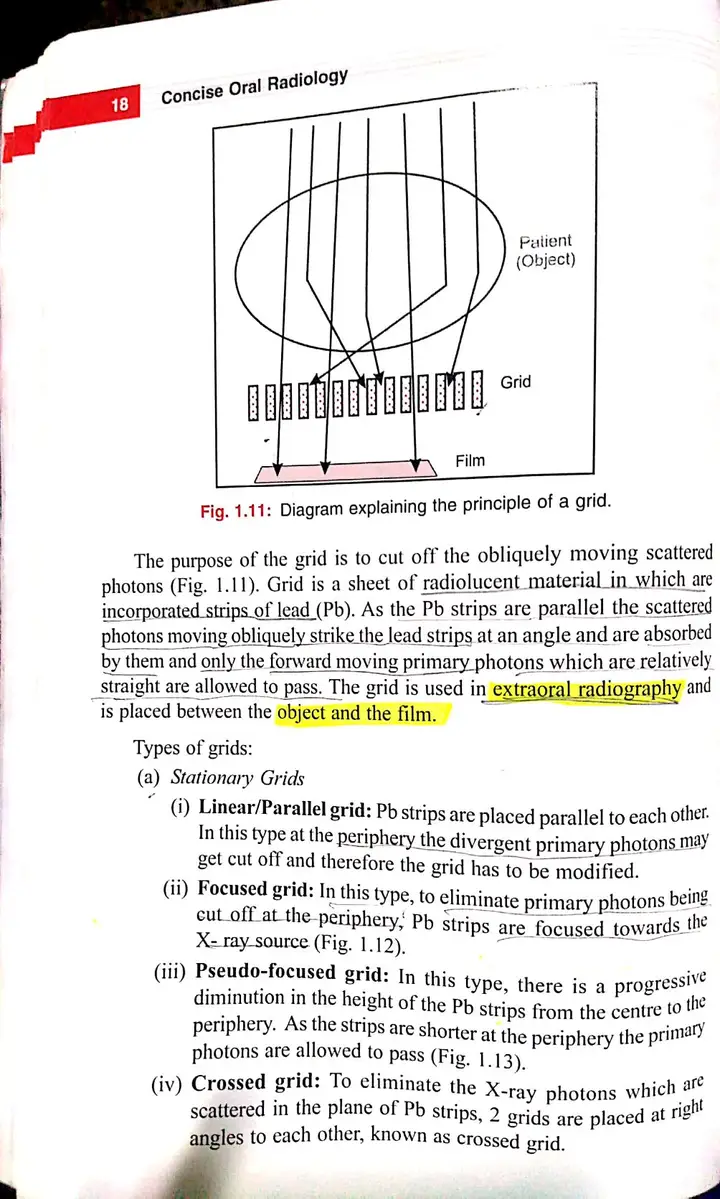 18
Concise Oral Radiology
Patient
(Object)
Grid
Film
Fig. 1.11: Diagram explaining the principle of a grid.
The purpose of the grid is to cut off the obliquely moving scattered
photons (Fig. 1.11). Grid is a sheet of radiolucent material in which are
incorporated strips of lead (Pb). As the Pb strips are parallel the scattered
photons moving obliquely strike the lead strips at an angle and are absorbed
by them and only the forward moving primary photons which are relatively
straight are allowed to pass. The grid is used in extraoral radiography and
is placed between the object and the film.
Types of grids:
(a) Stationary Grids
(i) Linear/Parallel grid: Pb strips are placed parallel to each other.
In this type at the periphery the divergent primary photons may
get cut off and therefore the grid has to be modified.
(ii) Focused grid: In this type, to eliminate primary photons being
cut off at the periphery, Pb strips are focused towards the
X- ray source (Fig. 1.12).
(iii) Pseudo-focused grid: In this type, there is a progressive
diminution in the height of the Pb strips from the centre to the
periphery. As the strips are shorter at the periphery the primary
photons are allowed to pass (Fig. 1.13).
(iv) Crossed grid: To eliminate the X-ray photons which are
scattered in the plane of Pb strips, 2 grids are placed at right
angles to each other, known as crossed grid.